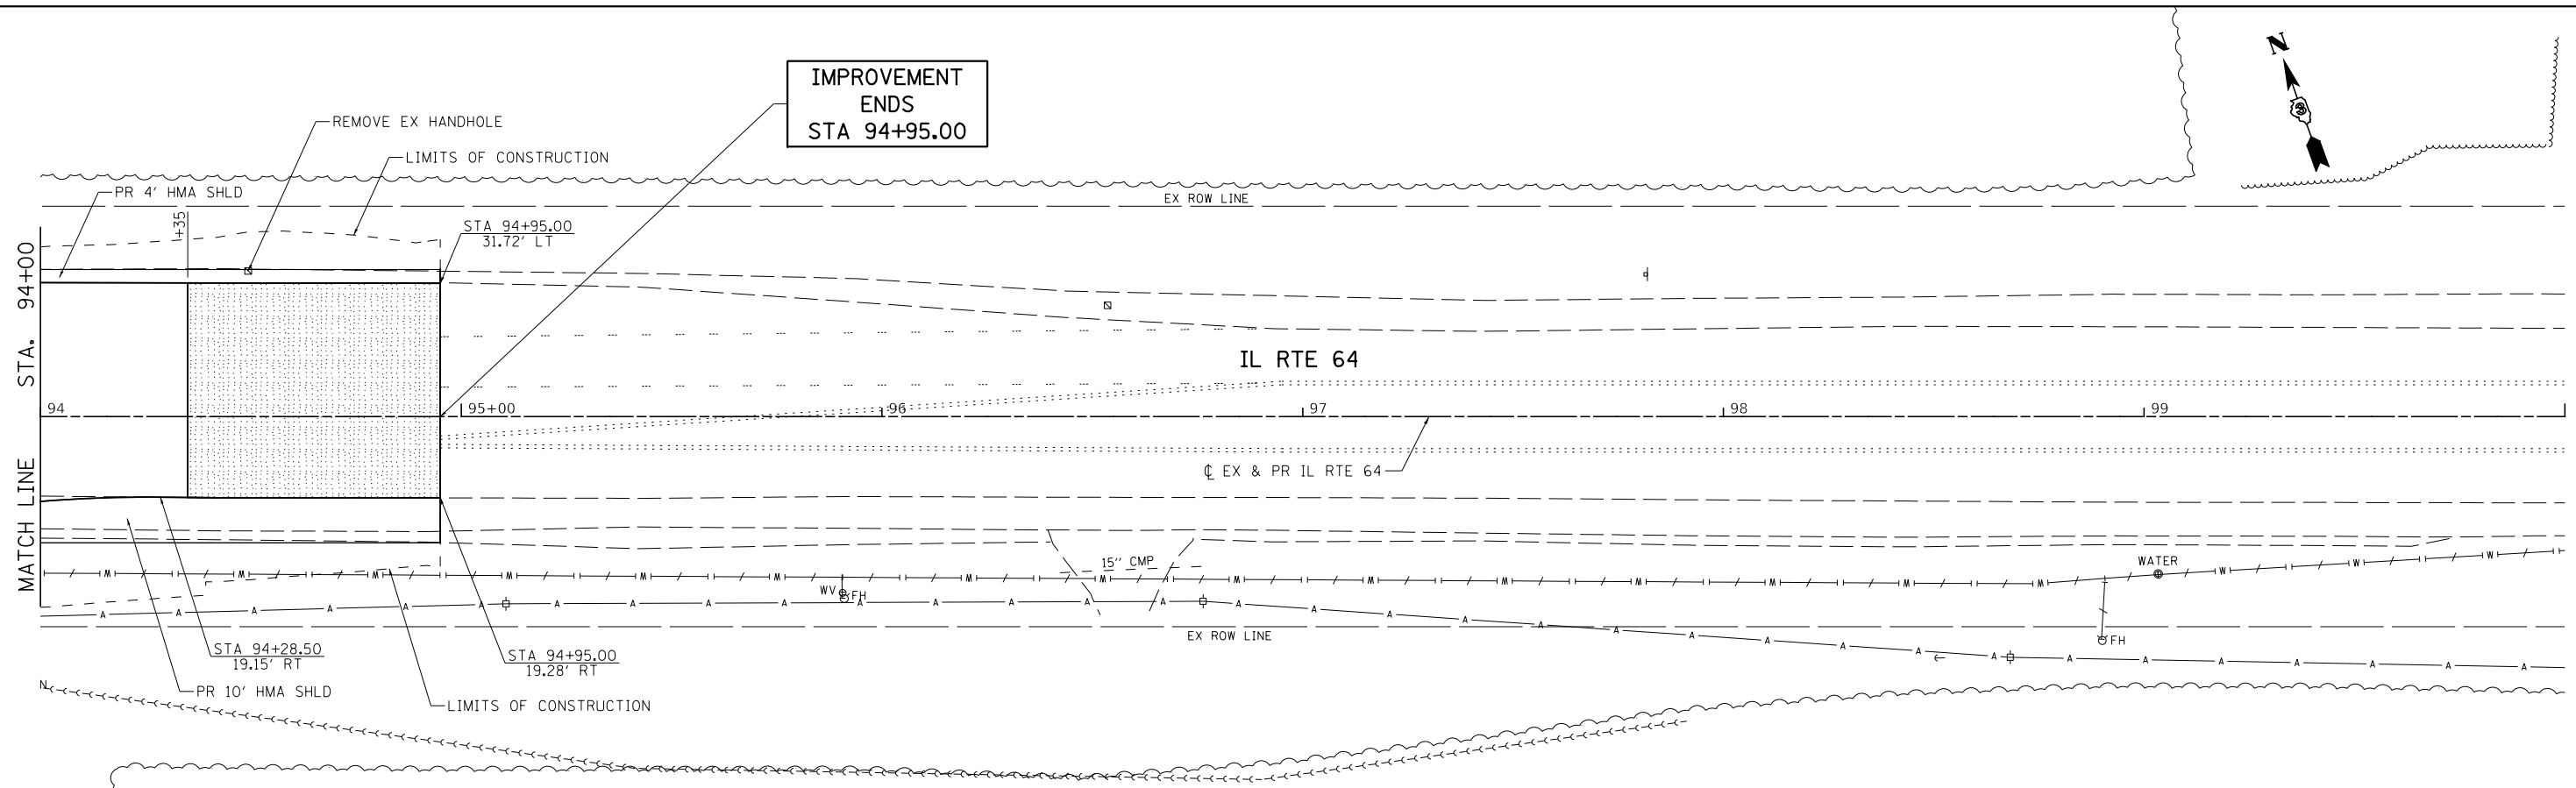 IMPROVEMENT
ENDS
STA 94+95.00
N
3
REMOVE EX HANDHOLE
LIMITS OF CONSTRUCTION
PR 4' HMA SHLD
EX ROW LINE
+35
STA 94+95.00
31.72' LT
MATCH LINE STA. 94+00
IL RTE 64
94
95+00
96
97
98
99
℄ EX & PR IL RTE 64
15'' CMP
WATER
W W W W W W W W W W W W W W W W W W
WV
FH
A A A A A A A A A A A A A A A A A A A A A A A A A A A A A A A A A
EX ROW LINE
FH
STA 94+28.50
19.15' RT
STA 94+95.00
19.28' RT
PR 10' HMA SHLD
LIMITS OF CONSTRUCTION
N